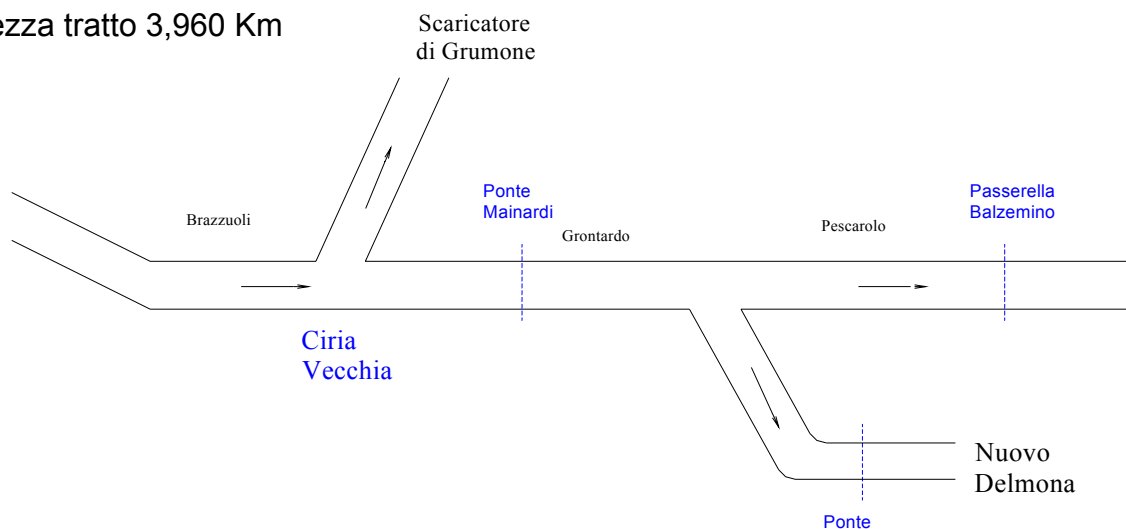 ezza tratto 3,960 Km
Scaricatore
di Grumone
Ponte
Mainardi
Passerella
Balzemino
Brazzuoli
Grontardo
Pescarolo
Ciria
Vecchia
Nuovo
Delmona
Ponte